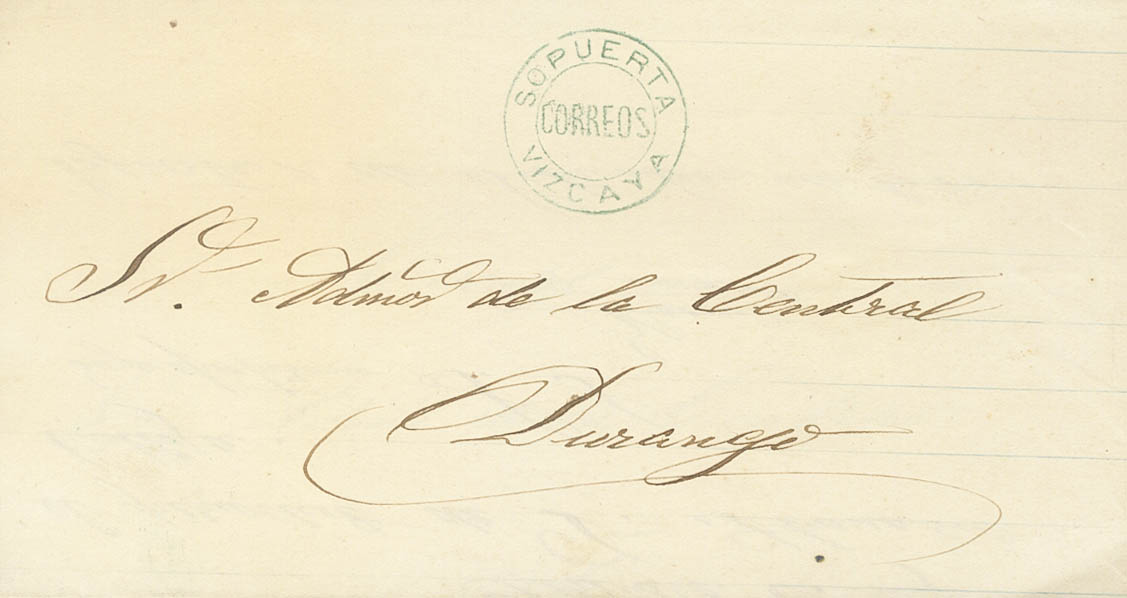 SOPUERTA
CORREOS
VIZCAYA
Sr. Admor de la Central
Durango